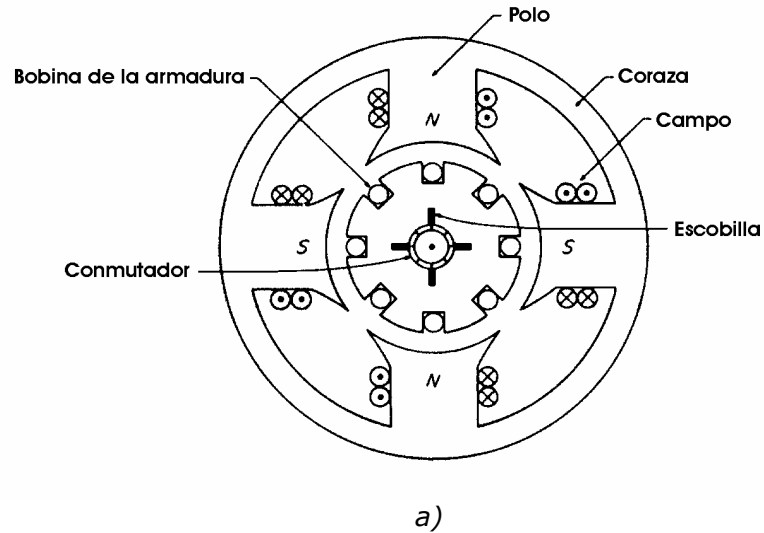 Polo
Bobina de la armadura
Coraza
N
Campo
Escobilla
S
S
Conmutador
N
a)